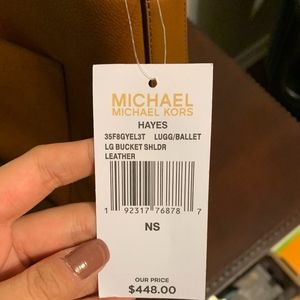 MICHAEL
MICHAEL KORS
HAYES
35F8GYEL3T LUGG/BALLET
LG BUCKET SHLDR
LEATHER
1 92317 76878 7
NS
OUR PRICE
$448.00